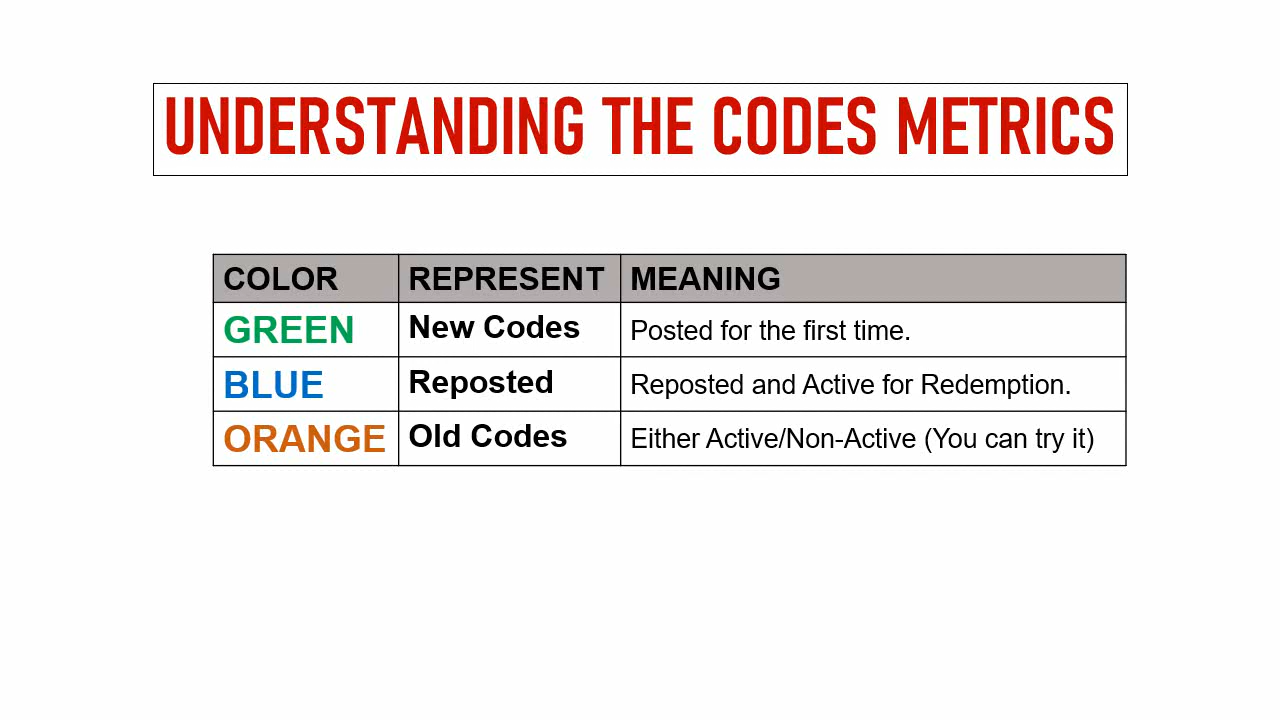 UNDERSTANDING THE CODES METRICS
COLOR REPRESENT MEANING
GREEN New Codes Posted for the first time.
BLUE Reposted Reposted and Active for Redemption.
ORANGE Old Codes Either Active/Non-Active (You can try it)